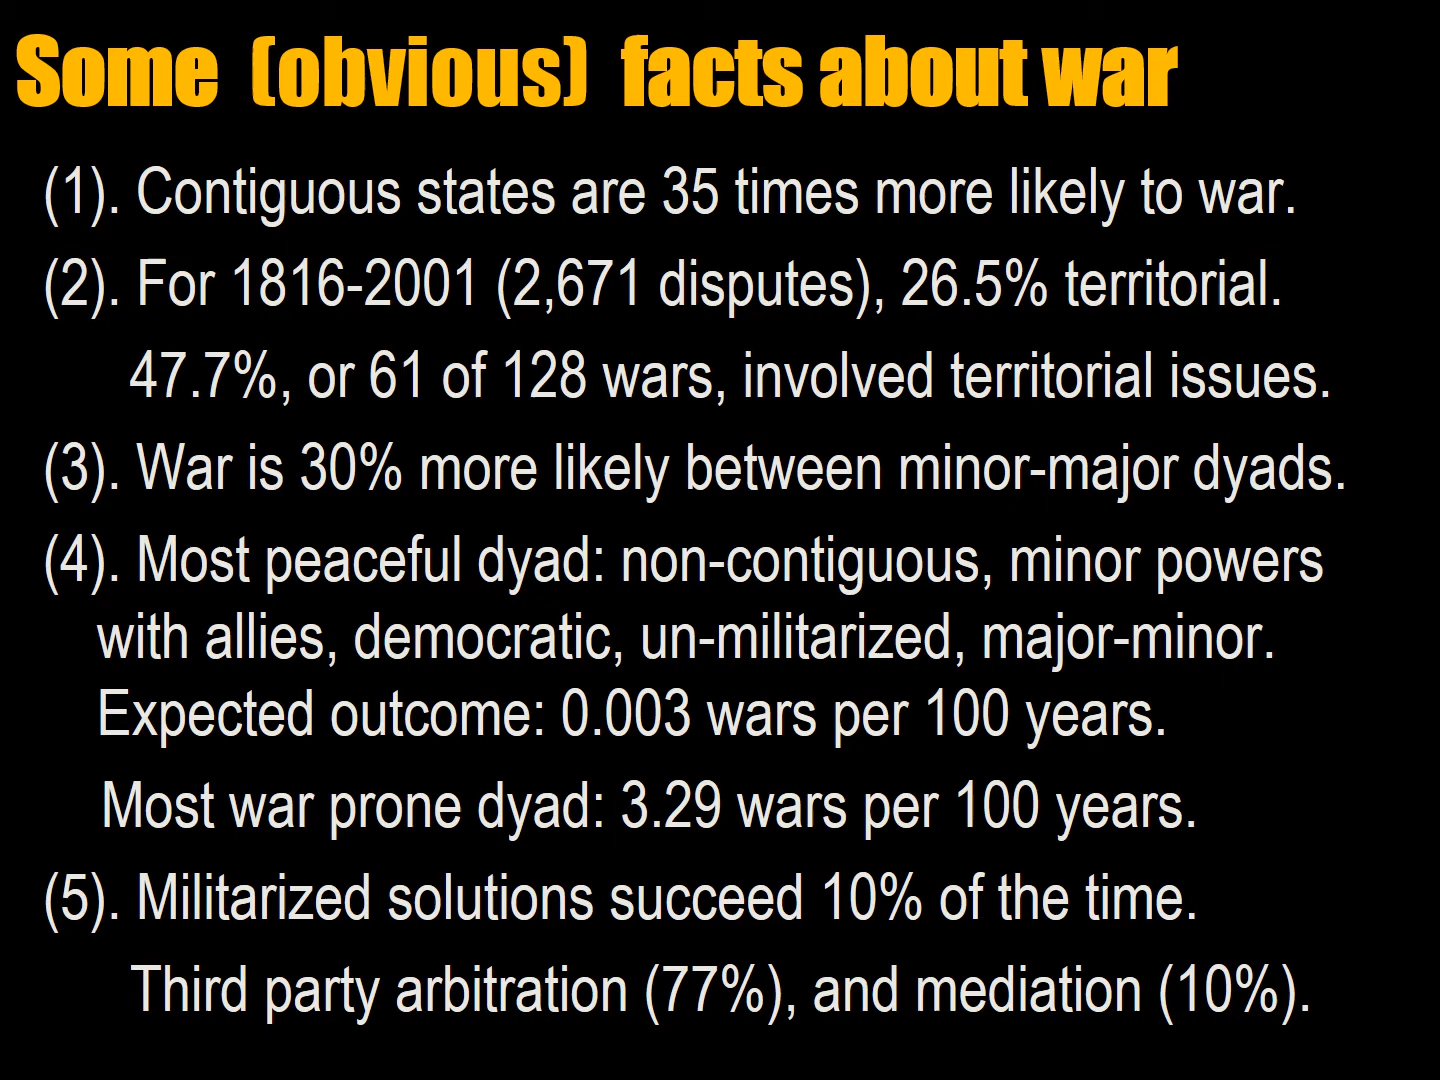 Some (obvious) facts about war
(1). Contiguous states are 35 times more likely to war.
(2). For 1816-2001 (2,671 disputes), 26.5% territorial.
47.7%, or 61 of 128 wars, involved territorial issues.
(3). War is 30% more likely between minor-major dyads.
(4). Most peaceful dyad: non-contiguous, minor powers
with allies, democratic, un-militarized, major-minor.
Expected outcome: 0.003 wars per 100 years.
Most war prone dyad: 3.29 wars per 100 years.
(5). Militarized solutions succeed 10% of the time.
Third party arbitration (77%), and mediation (10%).